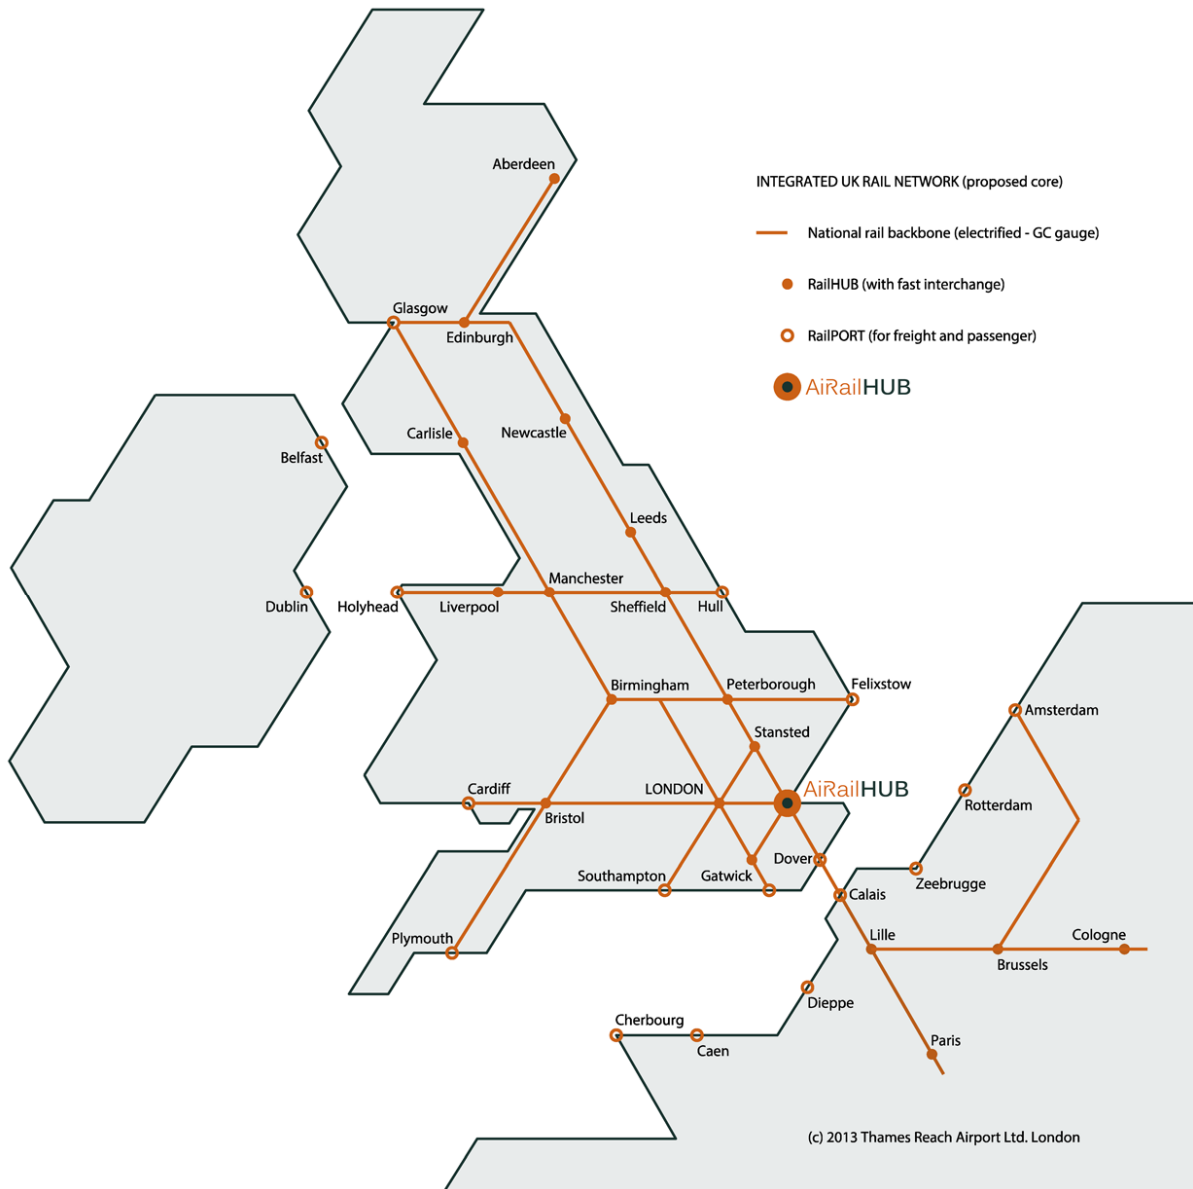 Aberdeen
INTEGRATED UK RAIL NETWORK (proposed core)
National rail backbone (electrified - GC gauge)
RailHUB (with fast interchange)
Glasgow
Edinburgh
RailPORT (for freight and passenger)
AiRailHUB
Carlisle
Newcastle
Belfast
Leeds
Manchester
Dublin
Holyhead
Liverpool
Sheffield
Hull
Birmingham
Peterborough
Felixstow
Amsterdam
Stansted
Cardiff
LONDON
AiRailHUB
Rotterdam
Bristol
Dover
Southampton
Gatwick
Zeebrugge
Calais
Plymouth
Lille
Cologne
Brussels
Dieppe
Cherbourg
Caen
Paris
(c) 2013 Thames Reach Airport Ltd. London